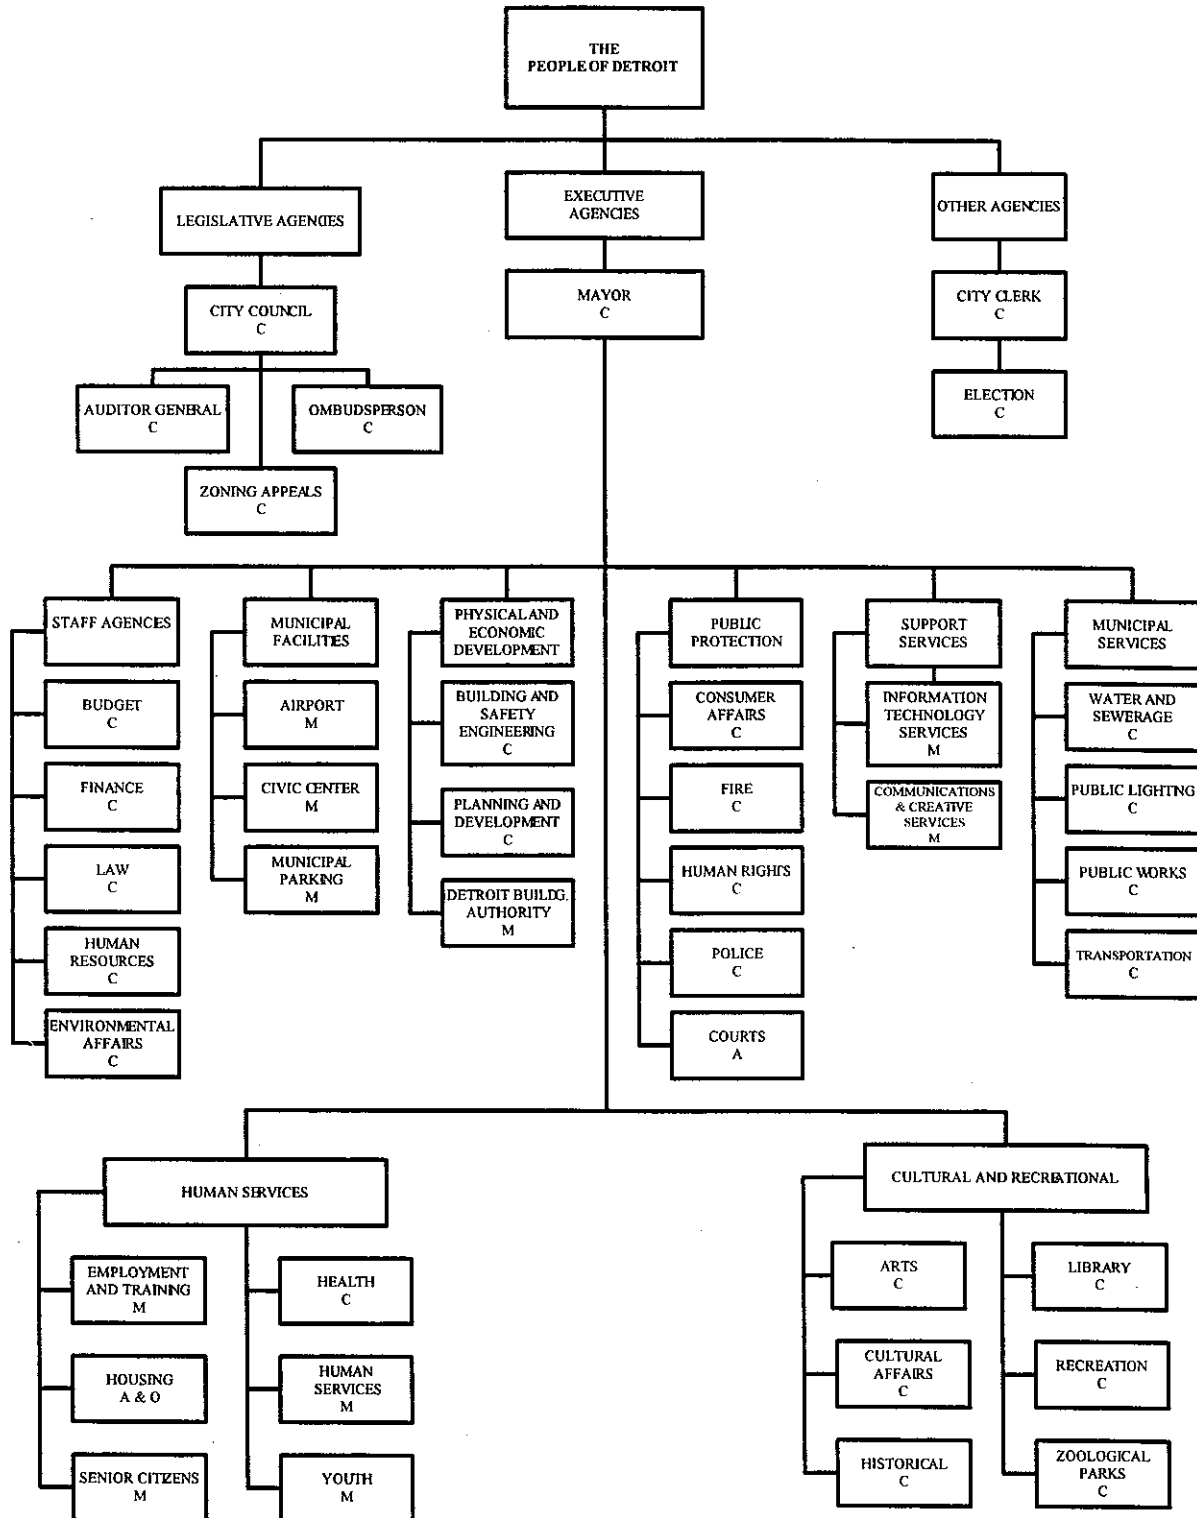 THE
PEOPLE OF DETROIT
LEGISLATIVE AGENCIES
EXECUTIVE
AGENCIES
OTHER AGENCIES
CITY COUNCIL
C
MAYOR
C
CITY CLERK
C
AUDITOR GENERAL
C
OMBUDSPERSON
C
ELECTION
C
ZONING APPEALS
C
STAFF AGENCIES
BUDGET
C
FINANCE
C
LAW
C
HUMAN
RESOURCES
C
ENVIRONMENTAL
AFFAIRS
C
MUNICIPAL
FACILITIES
AIRPORT
M
CIVIC CENTER
M
MUNICIPAL
PARKING
M
PHYSICAL AND
ECONOMIC
DEVELOPMENT
BUILDING AND
SAFETY
ENGINEERING
C
PLANNING AND
DEVELOPMENT
C
DETROIT BUILDG.
AUTHORITY
M
PUBLIC
PROTECTION
CONSUMER
AFFAIRS
C
FIRE
C
HUMAN RIGHTS
C
POLICE
C
COURTS
A
SUPPORT
SERVICES
INFORMATION
TECHNOLOGY
SERVICES
M
COMMUNICATIONS
& CREATIVE
SERVICES
M
MUNICIPAL
SERVICES
WATER AND
SEWERAGE
C
PUBLIC LIGHTNG
C
PUBLIC WORKS
C
TRANSPORTATION
C
HUMAN SERVICES
EMPLOYMENT
AND TRAINING
M
HOUSING
A & O
SENIOR CITIZENS
M
HEALTH
C
HUMAN
SERVICES
M
YOUTH
M
CULTURAL AND RECREATIONAL
ARTS
C
CULTURAL
AFFAIRS
C
HISTORICAL
C
LIBRARY
C
RECREATION
C
ZOOLOGICAL
PARKS
C